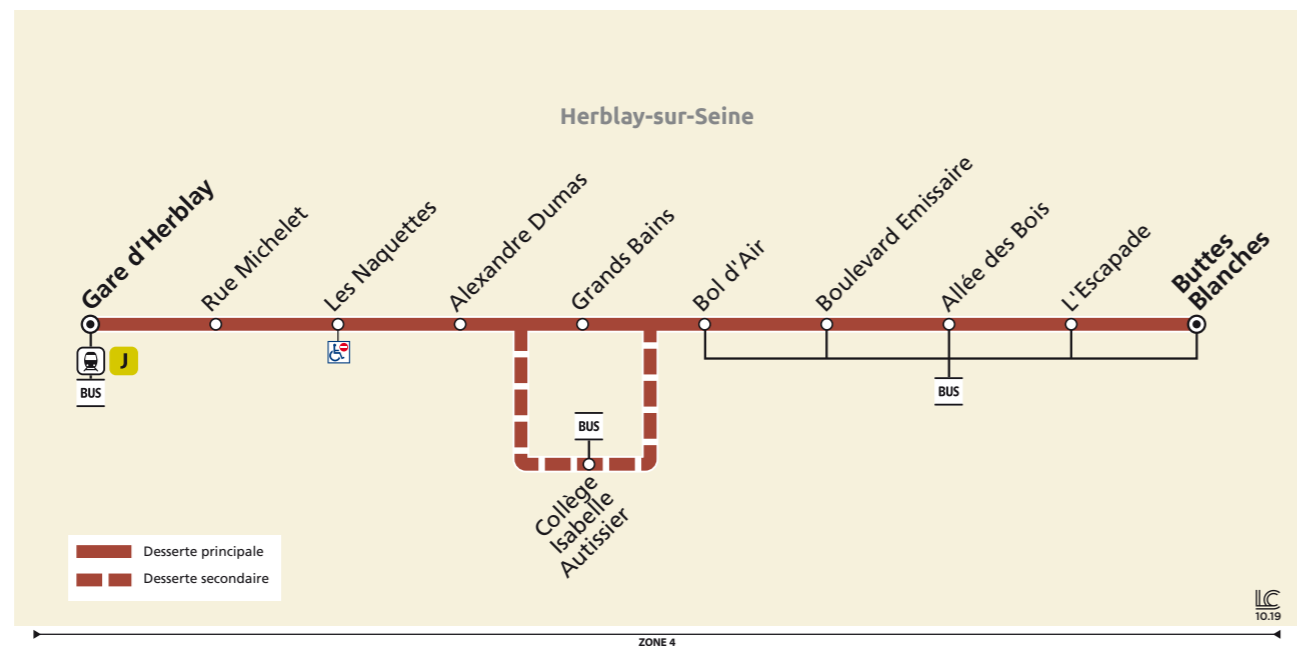 Herblay-sur-Seine
Gare d'Herblay
Rue Michelet
Les Naquettes
Alexandre Dumas
Grands Bains
Bol d'Air
Boulevard Emissaire
Allée des Bois
L'Escapade
Buttes
Blanches
J
BUS
BUS
BUS
Collège
Isabelle
Autissier
Desserte principale
Desserte secondaire
LC
10.19
ZONE 4